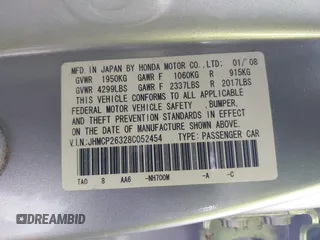 MFD. IN JAPAN BY HONDA MOTOR CO., LTD: 01/'08
GVWR 1950KG GAWR F 1060KG R 915KG
GVWR 4299LBS GAWR F 2337LBS R 2017LBS
THIS VEHICLE CONFORMS TO ALL APPLICABLE
FEDERAL MOTOR VEHICLE SAFETY ,BUMPER,
AND THEFT PREVENTION STANDARDS IN EFFECT
ON THE DATE OF MANUFACTURE SHOWN ABOVE.
V.I.N:JHMCP26328C052454 TYPE: PASSENGER CAR
TA0 8 AA6 -NH700M -A -C
DREAMBID